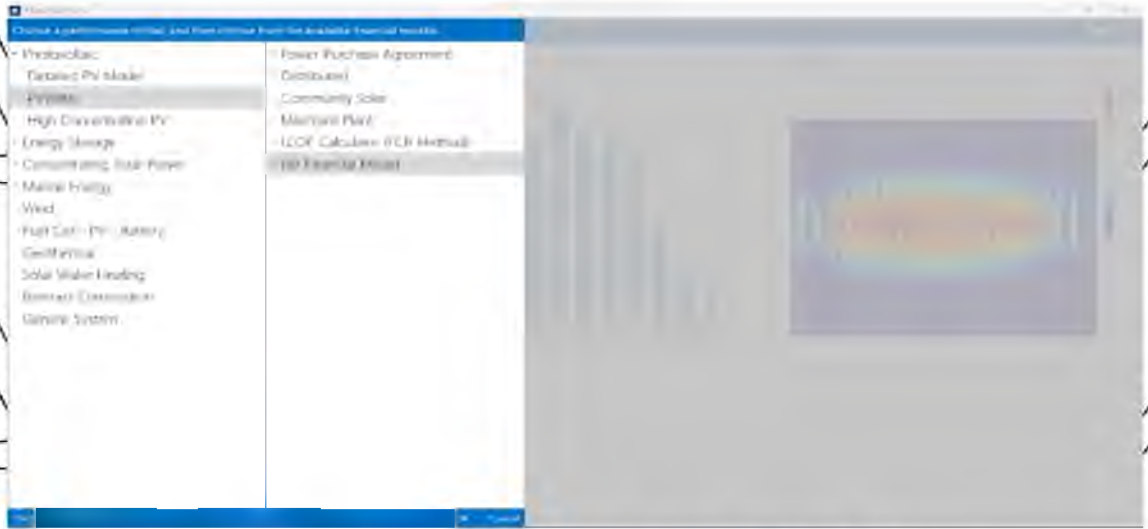 Choose a performance model, and then choose from the available financial models.
Photovoltaic
Detailed PV Model
PVWatts
High Concentration PV
Energy Storage
Concentrating Solar Power
Marine Energy
Wind
Fuel Cell - PV - Battery
Geothermal
Solar Water Heating
Biomass Combustion
Generic System
Power Purchase Agreement
Distributed
Community Solar
Merchant Plant
LCOE Calculator (FCR Method)
No Financial Model